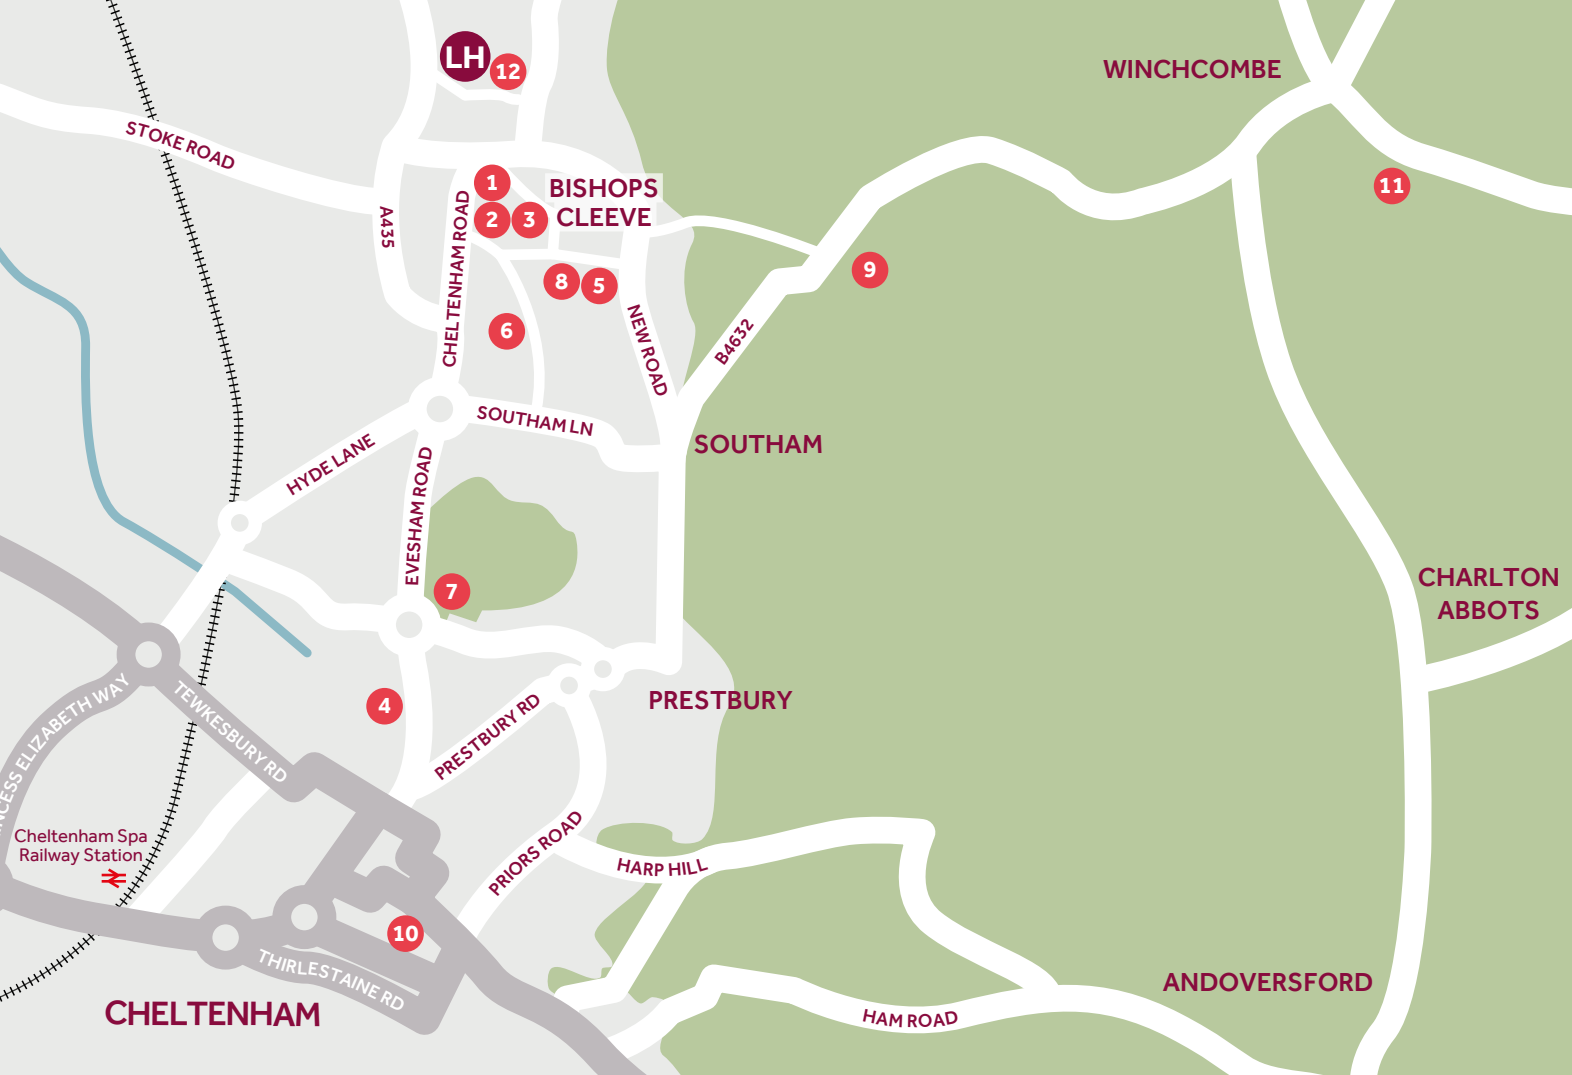 LH
12
WINCHCOMBE
STOKE ROAD
1
BISHOPS
CLEEVE
11
A435
CHELTENHAM ROAD
2
3
9
8
5
6
NEW ROAD
B4632
SOUTHAM LN
SOUTHAM
HYDE LANE
EVESHAM ROAD
7
CHARLTON
ABBOTS
TEWKESBURY RD
4
PRESTBURY RD
PRESTBURY
ELIZABETH WAY
Cheltenham Spa
Railway Station
PRIORS ROAD
HARP HILL
10
THIRLESTAINE RD
CHELTENHAM
ANDOVERSFORD
HAM ROAD